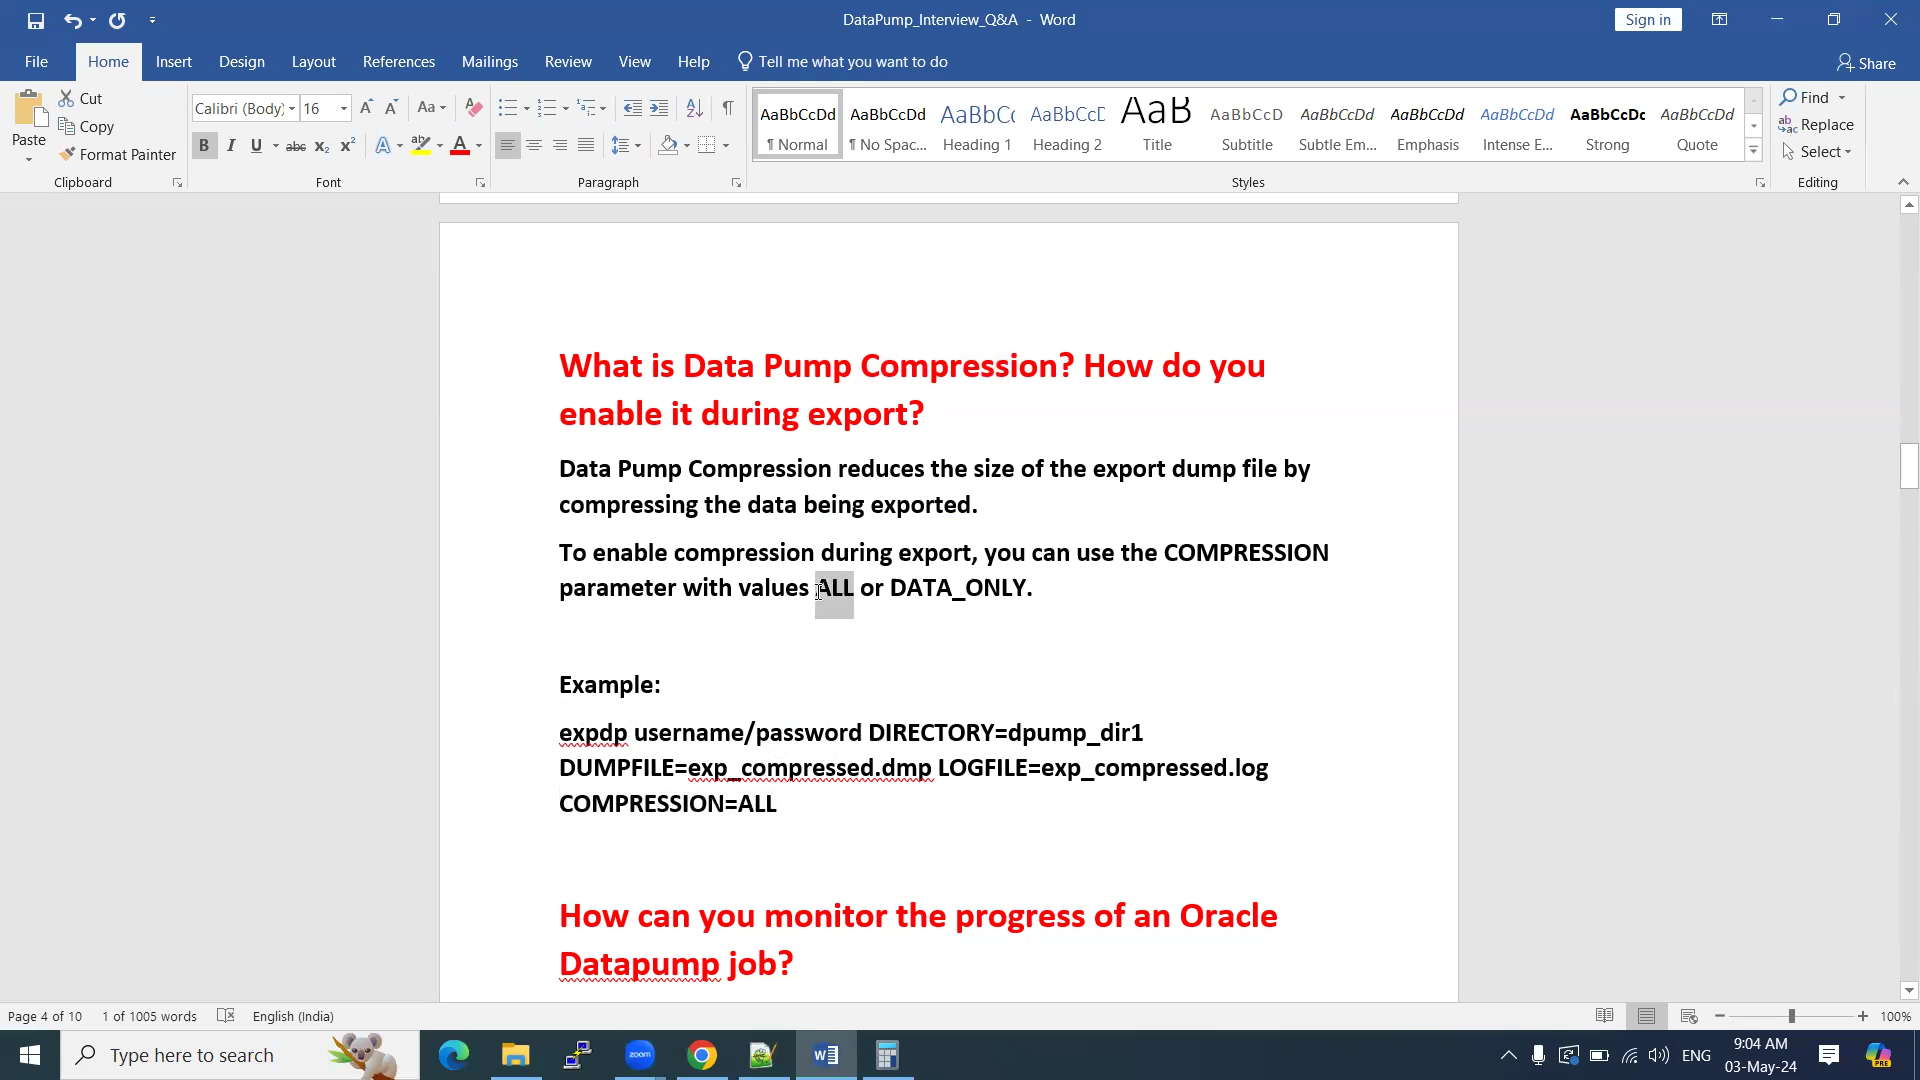 DataPump_Interview_Q&A - Word
Sign in
File Home Insert Design Layout References Mailings Review View Help Tell me what you want to do Share
Paste
Cut
Copy
Format Painter
Clipboard
Calibri (Body) 16
Font
Paragraph
AaBbCcDd AaBbCcDd AaBbCc AaBbCcC AaB AaBbCcD AaBbCcDd AaBbCcDd AaBbCcDd AaBbCcDc AaBbCcDd
¶ Normal ¶ No Spac... Heading 1 Heading 2 Title Subtitle Subtle Em... Emphasis Intense E... Strong Quote
Styles
Find
Replace
Select
Editing
What is Data Pump Compression? How do you
enable it during export?
Data Pump Compression reduces the size of the export dump file by
compressing the data being exported.
To enable compression during export, you can use the COMPRESSION
parameter with values ALL or DATA_ONLY.
Example:
expdp username/password DIRECTORY=dpump_dir1
DUMPFILE=exp_compressed.dmp LOGFILE=exp_compressed.log
COMPRESSION=ALL
How can you monitor the progress of an Oracle
Datapump job?
Page 4 of 10 1 of 1005 words English (India) 100%
Type here to search
zoom
ENG
9:04 AM
03-May-24
PRE